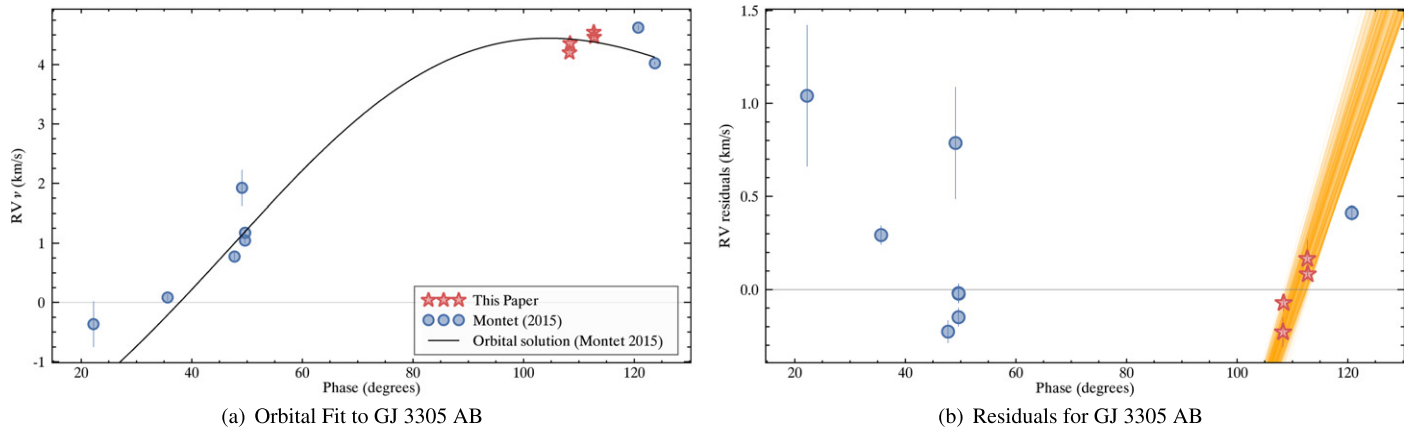 RV v (km/s)
4
3
2
1
0
-1
20
40
60
80
100
120
Phase (degrees)
This Paper
Montet (2015)
Orbital solution (Montet 2015)
(a) Orbital Fit to GJ 3305 AB
RV residuals (km/s)
1.5
1.0
0.5
0.0
20
40
60
80
100
120
Phase (degrees)
(b) Residuals for GJ 3305 AB